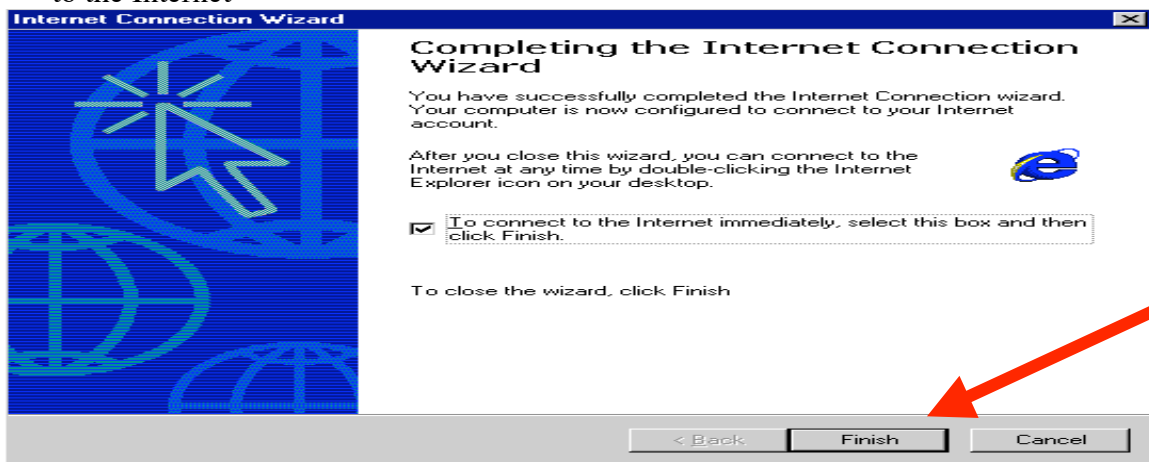 to the Internet
Internet Connection Wizard
Completing the Internet Connection
Wizard
You have successfully completed the Internet Connection wizard.
Your computer is now configured to connect to your Internet
account.
After you close this wizard, you can connect to the
Internet at any time by double-clicking the Internet
Explorer icon on your desktop.
To connect to the Internet immediately, select this box and then
click Finish.
To close the wizard, click Finish
< Back Finish Cancel